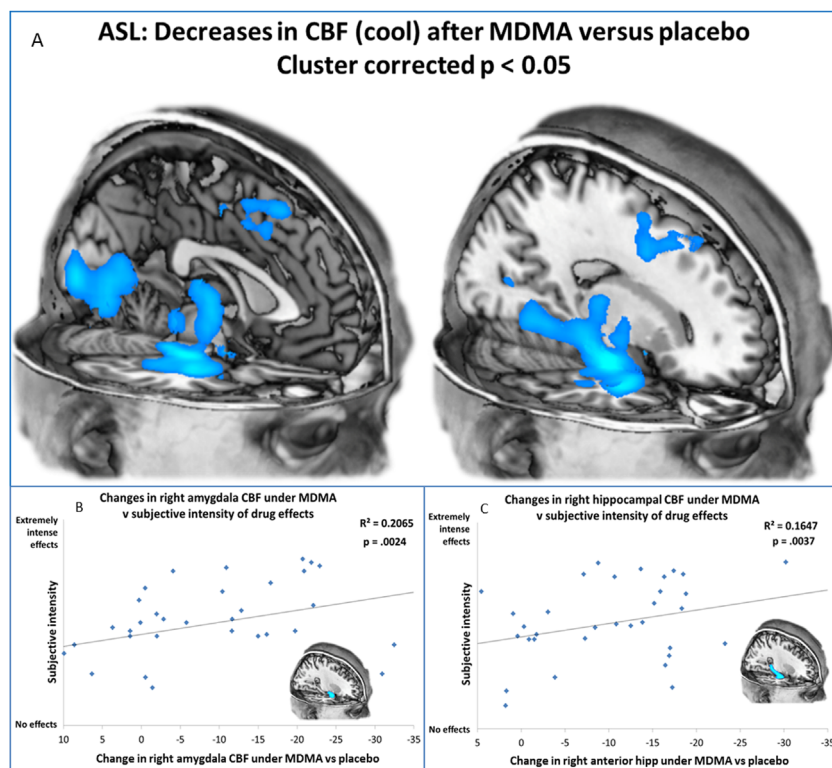 A
ASL: Decreases in CBF (cool) after MDMA versus placebo
Cluster corrected p < 0.05
B
Changes in right amygdala CBF under MDMA
v subjective intensity of drug effects
Extremely
intense
effects
R² = 0.2065
p = .0024
Subjective intensity
No effects
10 5 0 -5 -10 -15 -20 -25 -30 -35
Change in right amygdala CBF under MDMA vs placebo
C
Changes in right hippocampal CBF under MDMA
v subjective intensity of drug effects
Extremely
intense
effects
R² = 0.1647
p = .0037
Subjective intensity
No effects
5 0 -5 -10 -15 -20 -25 -30 -35
Change in right anterior hipp under MDMA vs placebo